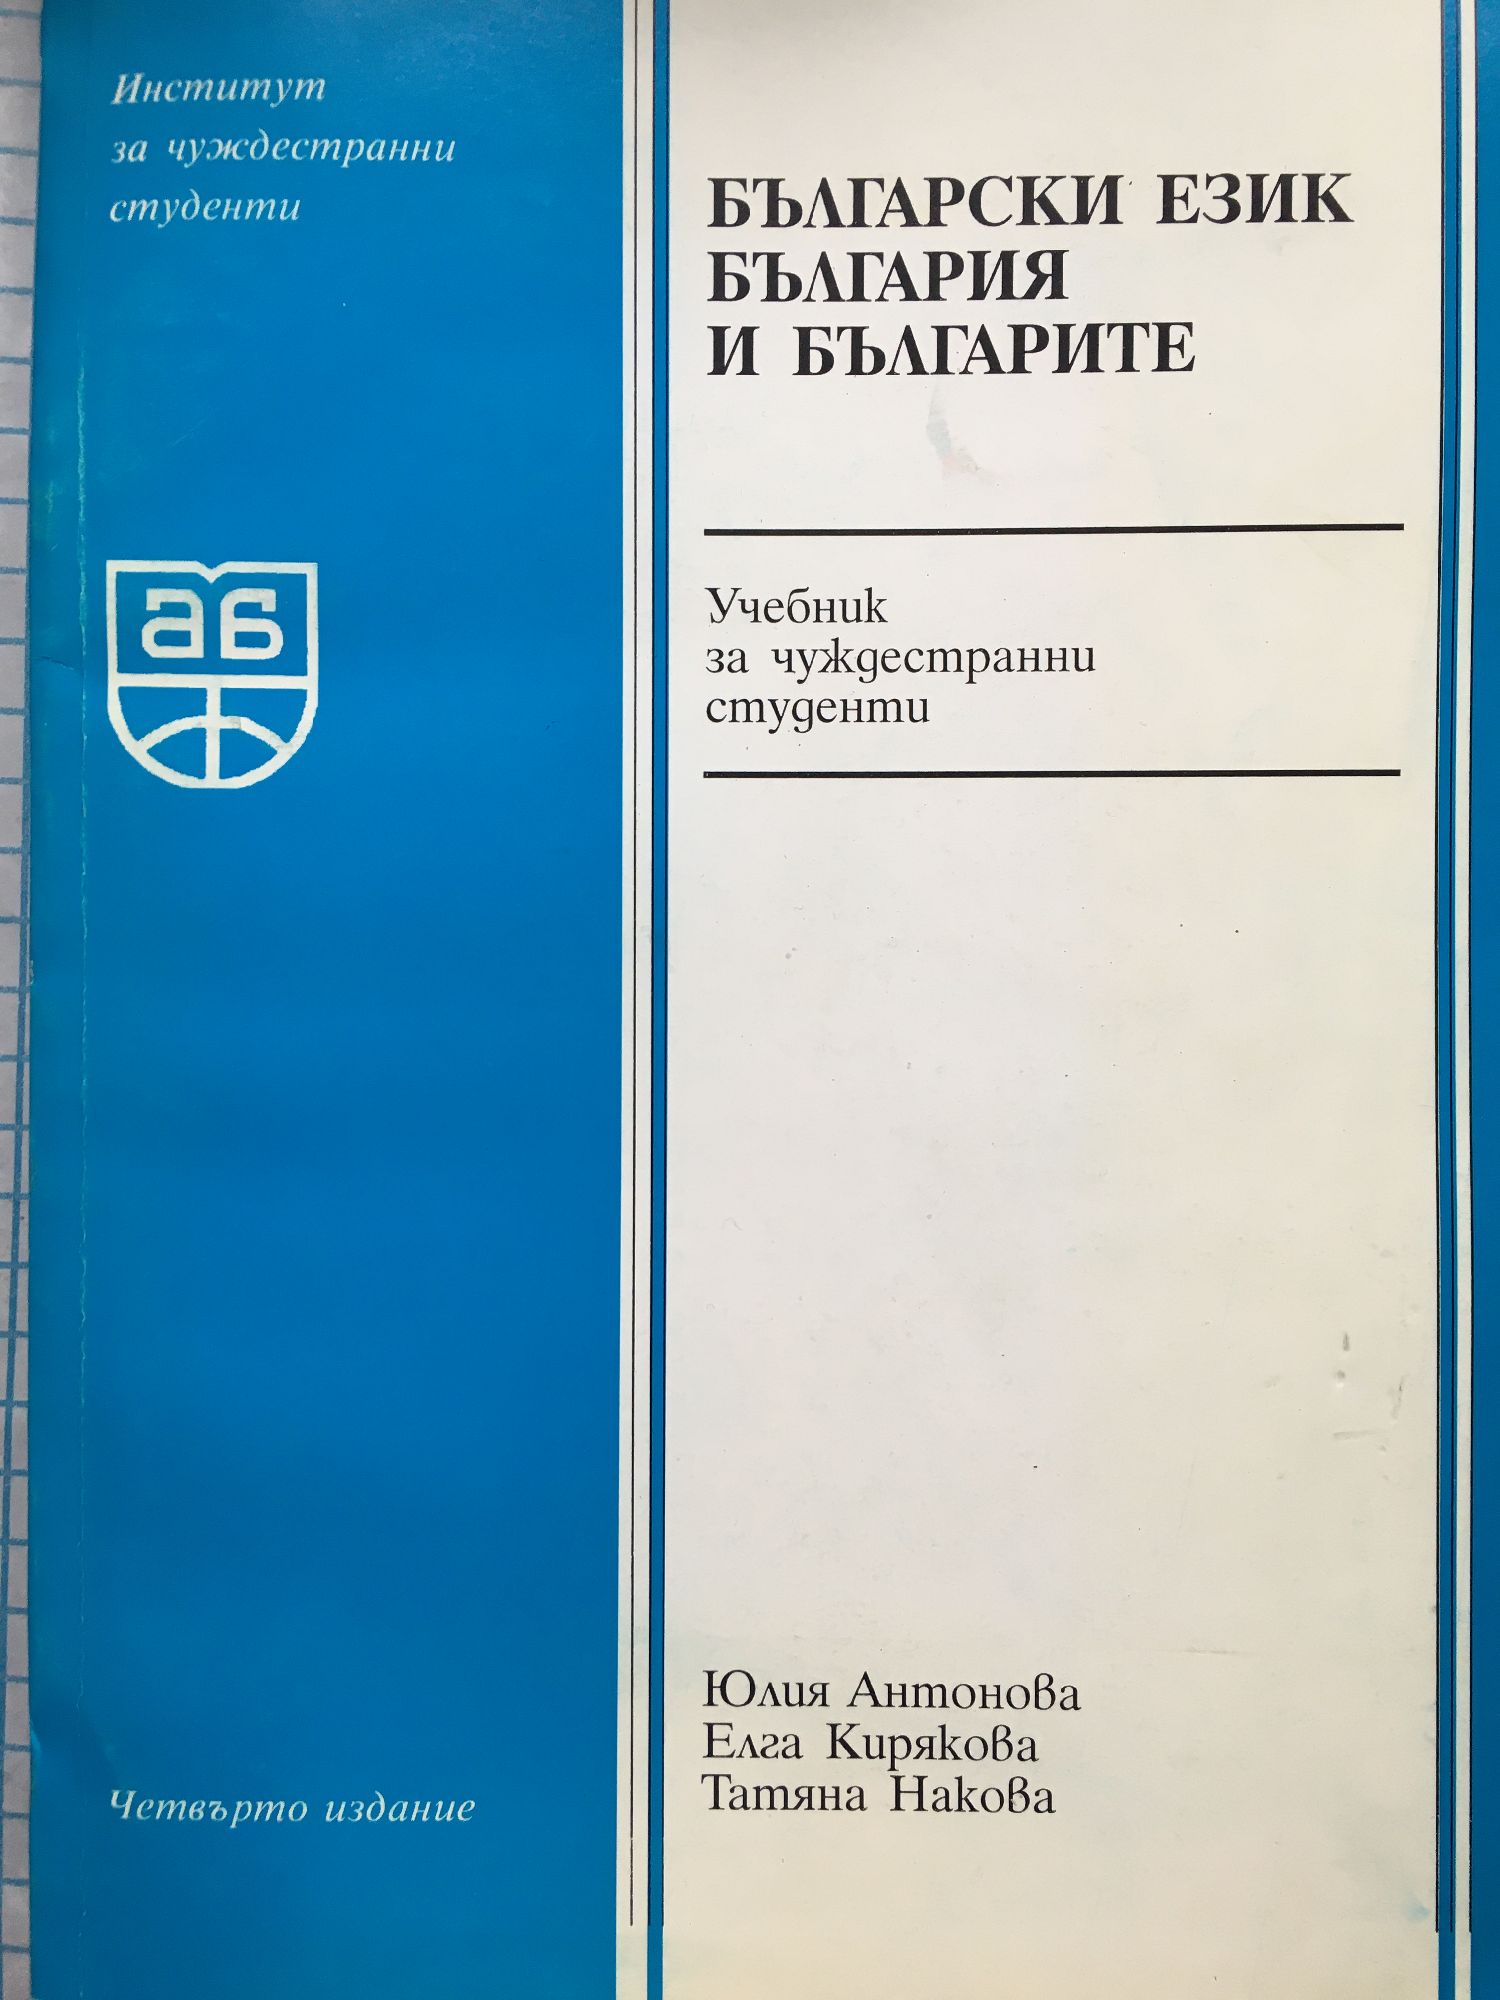 Институт
за чуждестранни
студенти
аб
БЪЛГАРСКИ ЕЗИК
БЪЛГАРИЯ
И БЪЛГАРИТЕ
Учебник
за чуждестранни
студенти
Юлия Антонова
Елга Кирякова
Татяна Накова
Четвърто издание